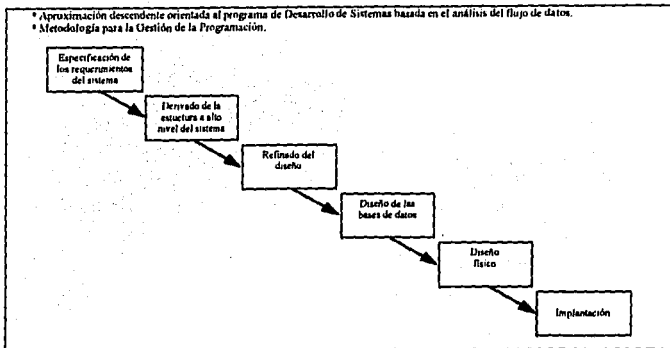 * Aproximación descendente orientada al programa de Desarrollo de Sistemas basada en el análisis del flujo de datos.
* Metodología para la Gestión de la Programación.
Especificación de
los requerimientos
del sistema
Derivado de la
estuctura a alto
nivel del sistema
Refinado del
diseño
Diseño de las
bases de datos
Diseño
físico
Implantación